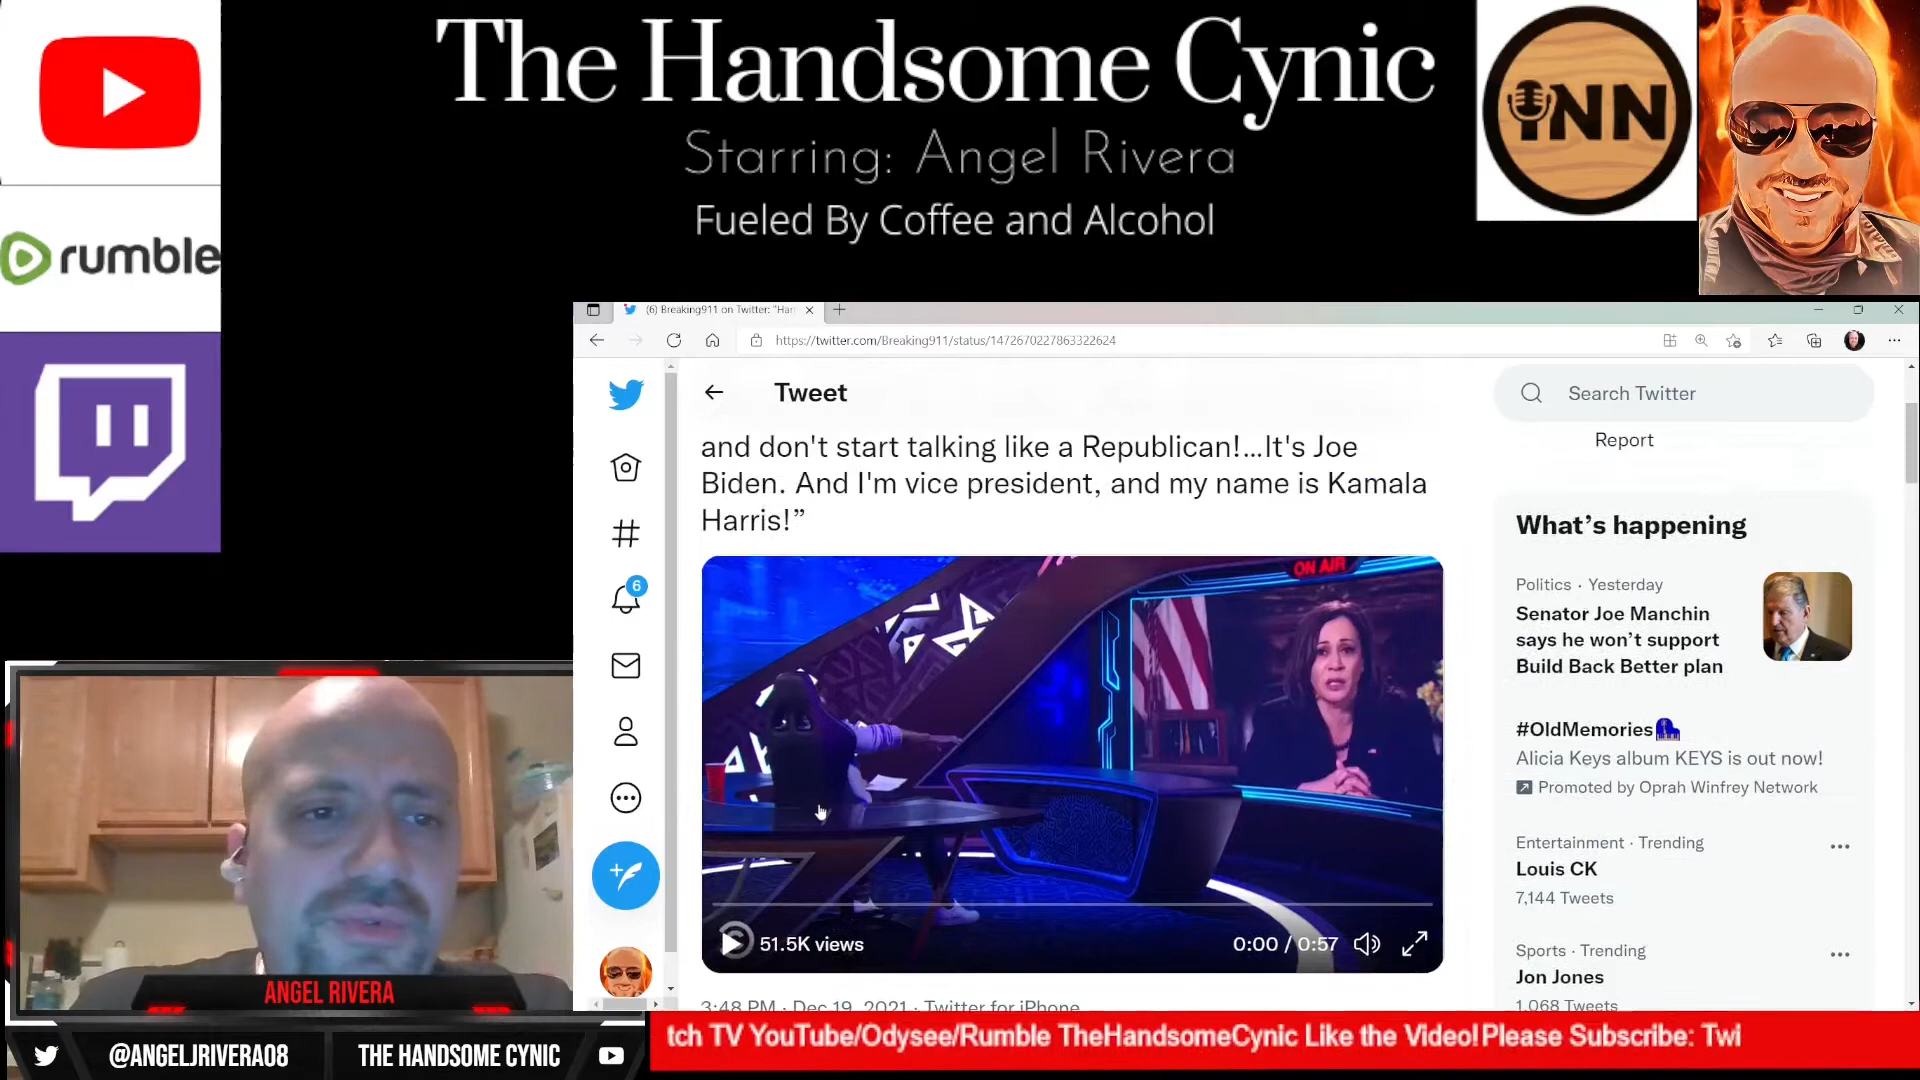 The Handsome Cynic
Starring: Angel Rivera
Fueled By Coffee and Alcohol
iNN
rumble
(6) Breaking911 on Twitter: "Har
https://twitter.com/Breaking911/status/1472670227863322624
Tweet
Search Twitter
and don't start talking like a Republican!...It's Joe
Biden. And I'm vice president, and my name is Kamala
Harris!”
Report
What’s happening
Politics · Yesterday
Senator Joe Manchin
says he won’t support
Build Back Better plan
#OldMemories
Alicia Keys album KEYS is out now!
Promoted by Oprah Winfrey Network
Entertainment · Trending
Louis CK
7,144 Tweets
Sports · Trending
Jon Jones
1,068 Tweets
6
ON AIR
51.5K views
0:00 / 0:57
3:48 PM · Dec 19, 2021 · Twitter for iPhone
ANGEL RIVERA
@ANGELJRIVERA08
THE HANDSOME CYNIC
tch TV YouTube/Odysee/Rumble TheHandsomeCynic Like the Video! Please Subscribe: Twi